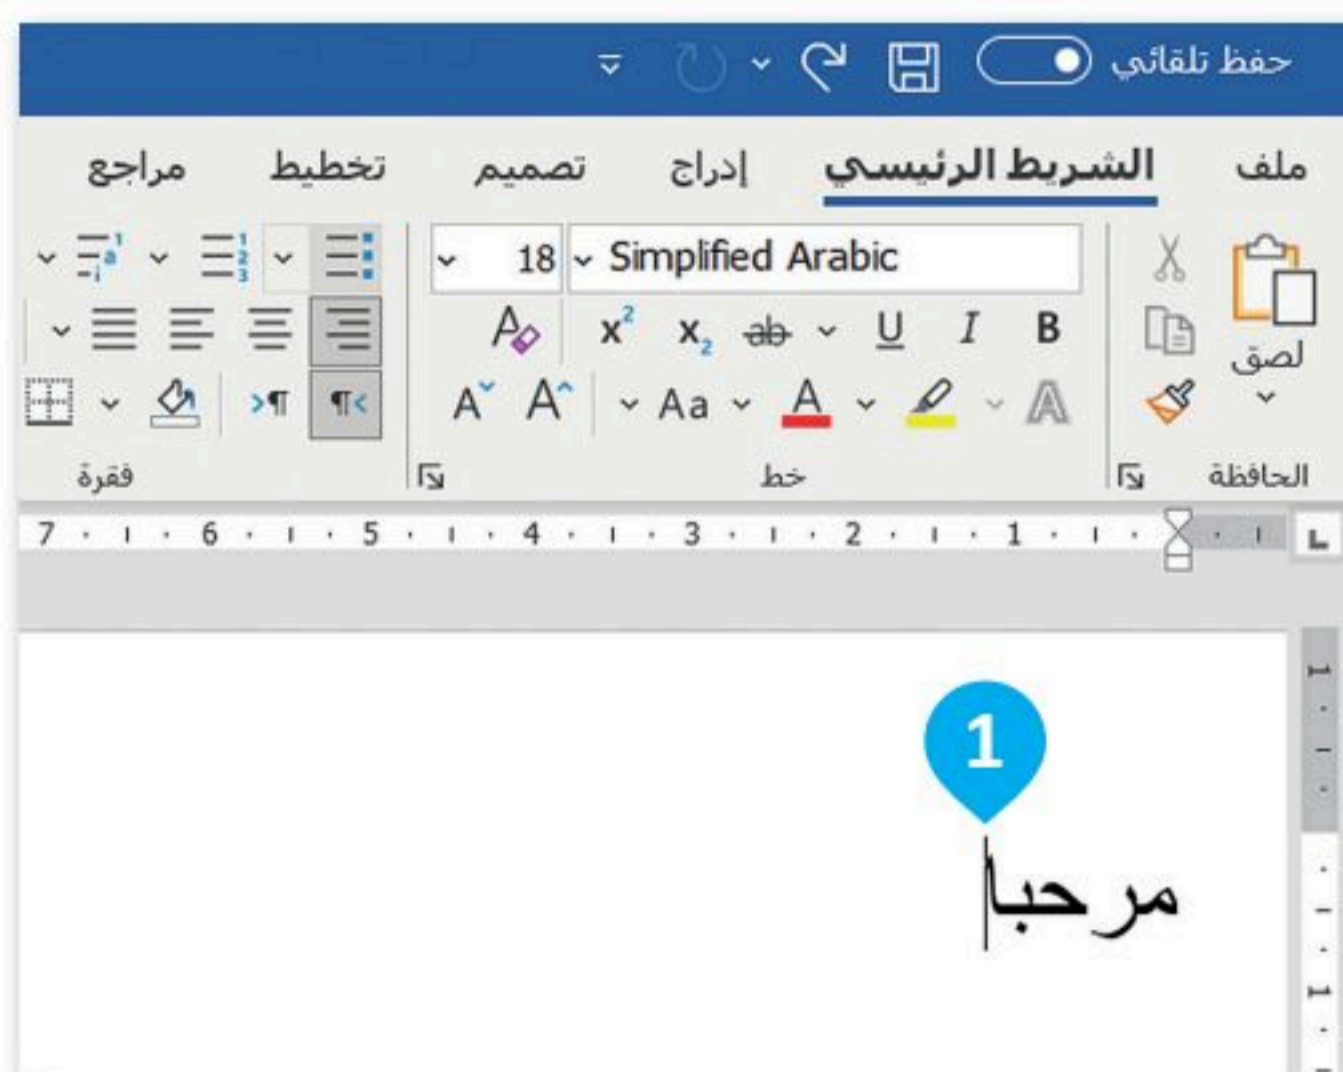 حفظ تلقائي
ملف الشريط الرئيسي إدراج تصميم تخطيط مراجع
Simplified Arabic 18
لصق
B I U ab x₂ x²
A A Aa A A
الحافظة خط فقرة
1 2 3 4 5 6 7
1
مرحبا